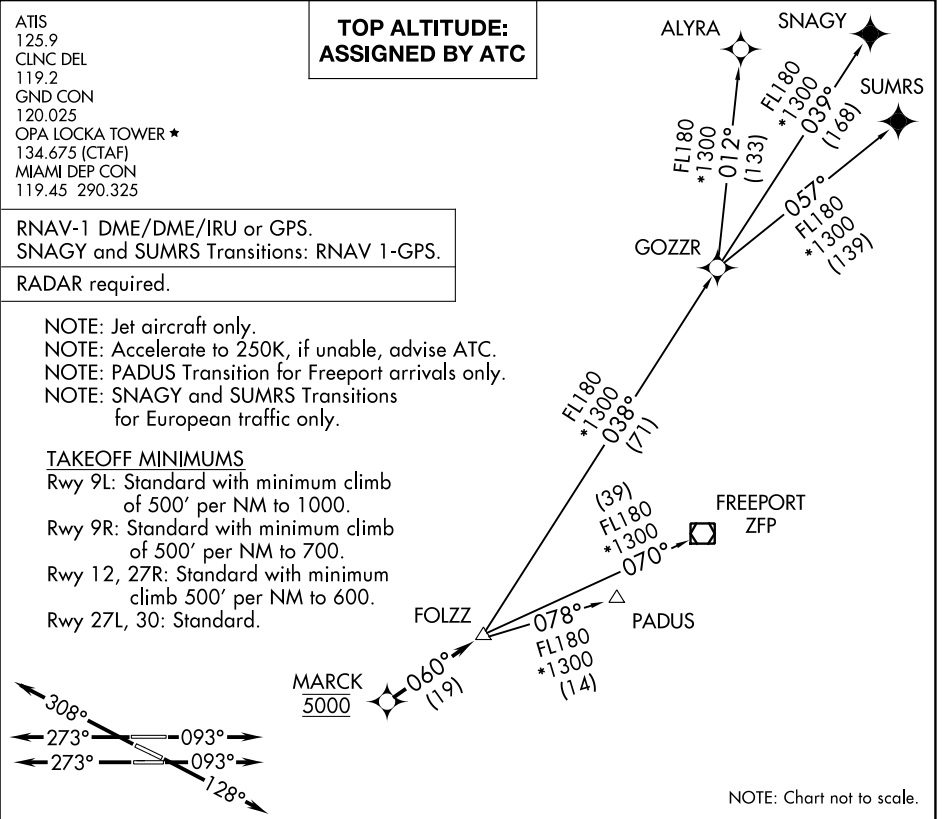 ATIS
125.9
CLNC DEL
119.2
GND CON
120.025
OPA LOCKA TOWER ★
134.675 (CTAF)
MIAMI DEP CON
119.45 290.325
TOP ALTITUDE:
ASSIGNED BY ATC
RNAV-1 DME/DME/IRU or GPS.
SNAGY and SUMRS Transitions: RNAV 1-GPS.
RADAR required.
NOTE: Jet aircraft only.
NOTE: Accelerate to 250K, if unable, advise ATC.
NOTE: PADUS Transition for Freeport arrivals only.
NOTE: SNAGY and SUMRS Transitions
for European traffic only.
TAKEOFF MINIMUMS
Rwy 9L: Standard with minimum climb
of 500' per NM to 1000.
Rwy 9R: Standard with minimum climb
of 500' per NM to 700.
Rwy 12, 27R: Standard with minimum
climb 500' per NM to 600.
Rwy 27L, 30: Standard.
ALYRA
SNAGY
SUMRS
FL180
*1300
012°
(133)
FL180
*1300
039°
(168)
057°
FL180
*1300
(139)
GOZZR
FL180
*1300
038°
(71)
(39)
FL180
*1300
070°
FREEPORT
ZFP
FOLZZ
078°
FL180
*1300
(14)
PADUS
MARCK
5000
060°
(19)
308°
273°
093°
273°
093°
128°
NOTE: Chart not to scale.